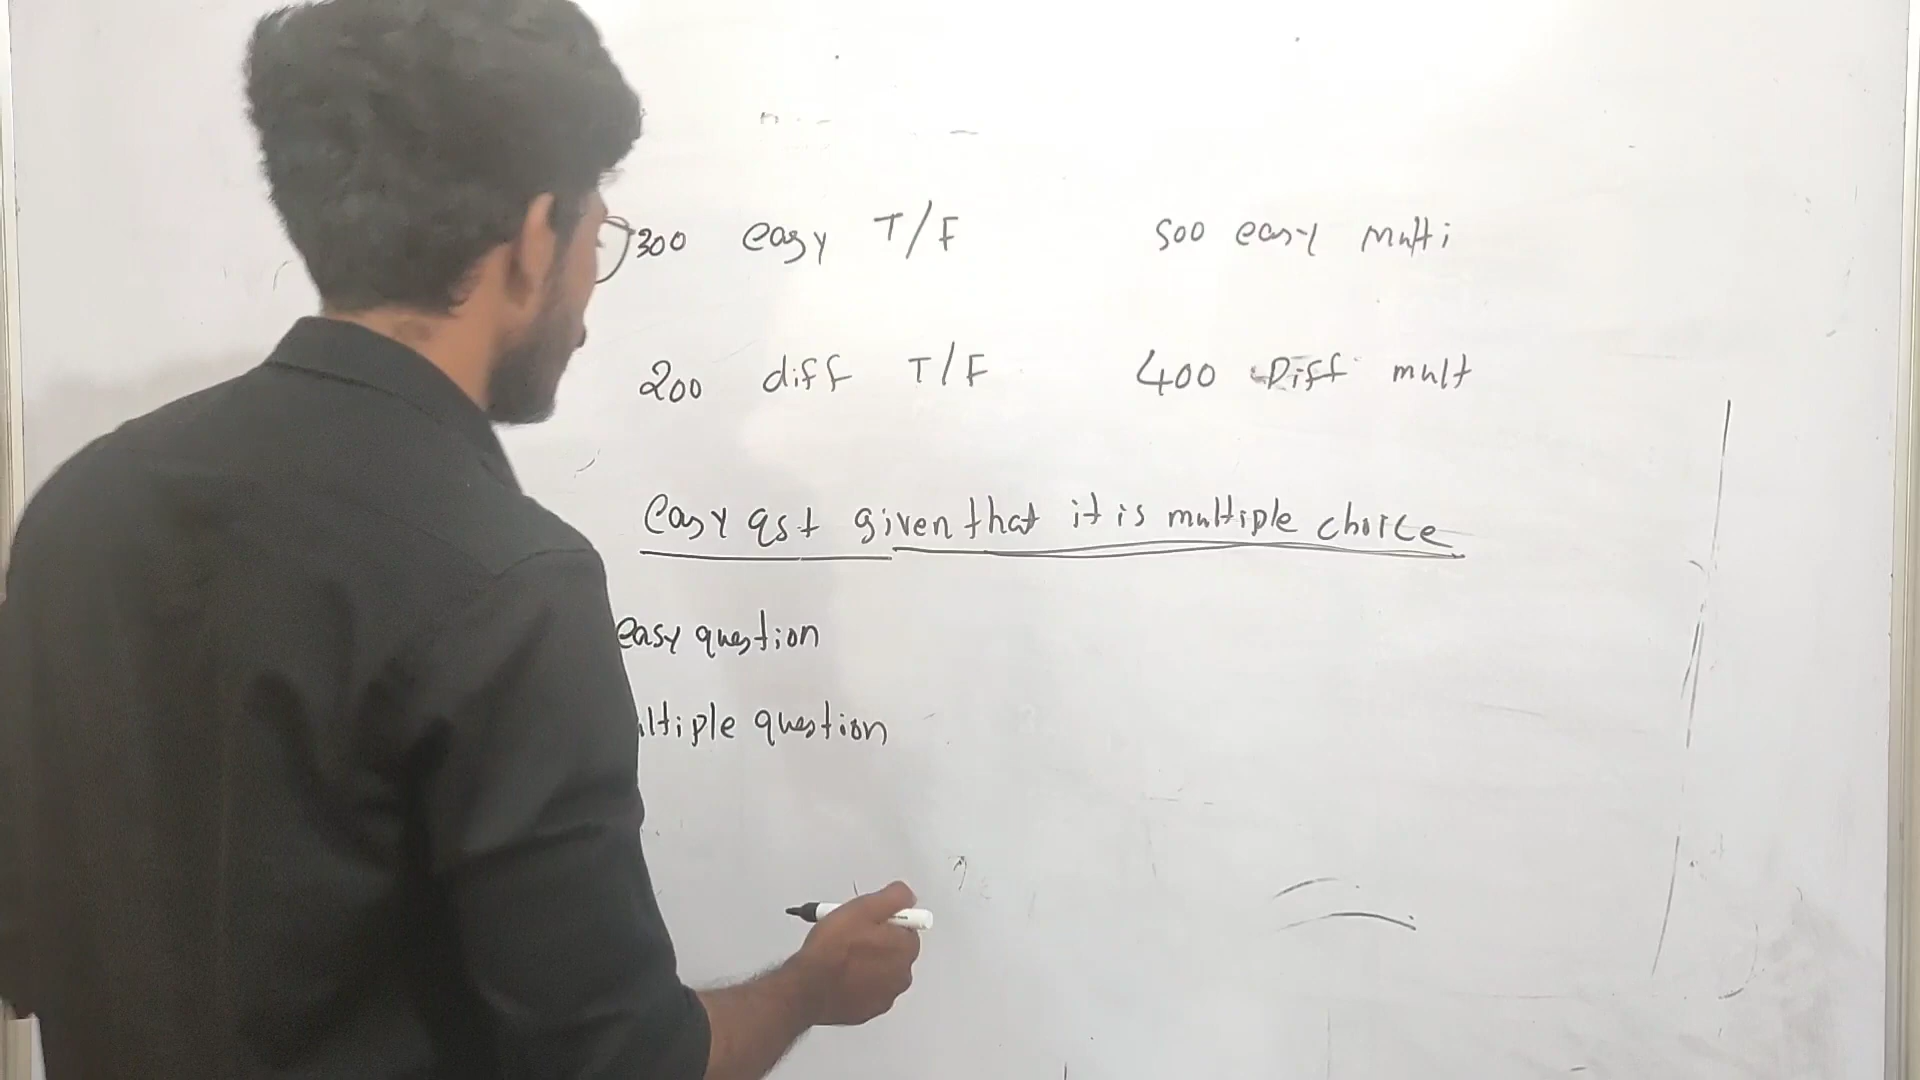 300 easy T/F 500 easy multi
200 diff T/F 400 Diff mult
easy qst given that it is multiple choice
easy question
ltiple question